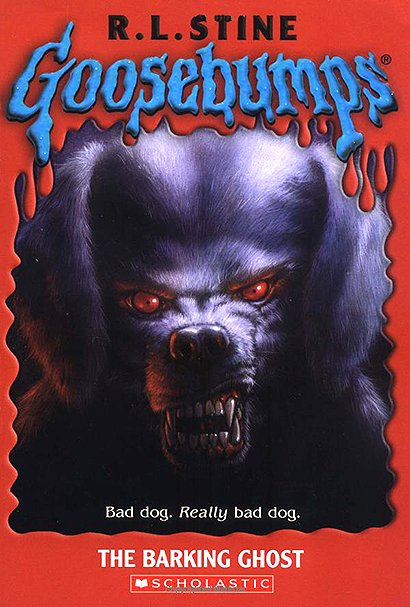 R.L.STINE
Goosebumps®
Bad dog. Really bad dog.
THE BARKING GHOST
SCHOLASTIC